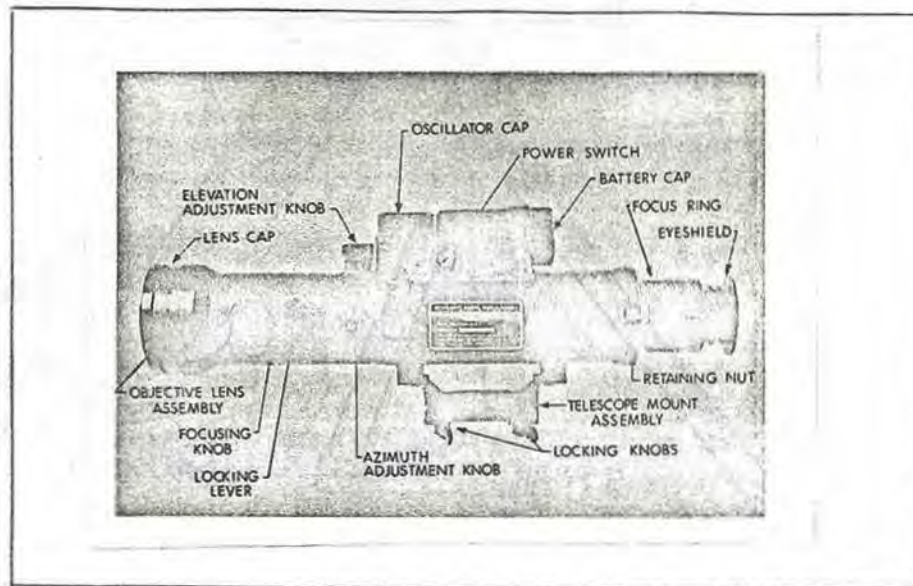 OSCILLATOR CAP
POWER SWITCH
BATTERY CAP
ELEVATION
ADJUSTMENT KNOB
FOCUS RING
EYESHIELD
LENS CAP
OBJECTIVE LENS
ASSEMBLY
FOCUSING
KNOB
LOCKING
LEVER
AZIMUTH
ADJUSTMENT KNOB
RETAINING NUT
TELESCOPE MOUNT
ASSEMBLY
LOCKING KNOBS